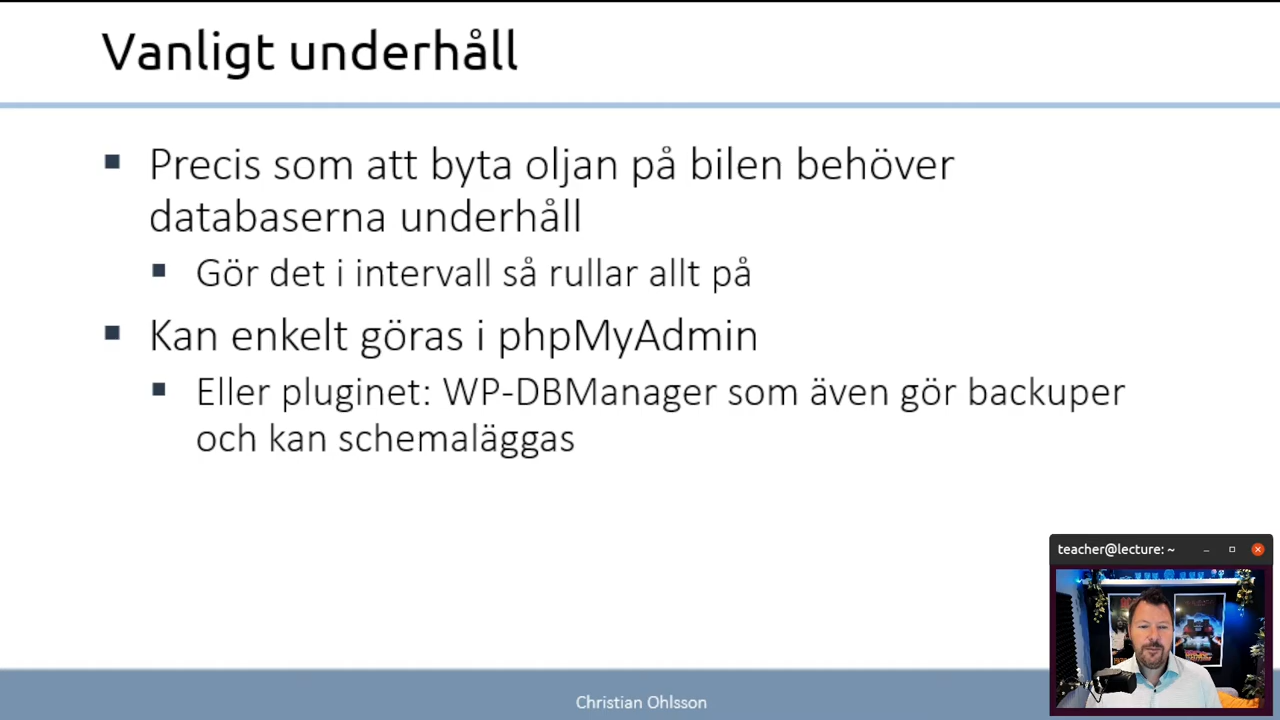 Vanligt underhåll
Precis som att byta oljan på bilen behöver
databaserna underhåll
Gör det i intervall så rullar allt på
Kan enkelt göras i phpMyAdmin
Eller pluginet: WP-DBManager som även gör backuper
och kan schemaläggas
teacher@lecture: ~
Christian Ohlsson